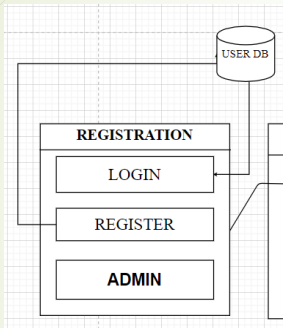 USER DB
REGISTRATION
LOGIN
REGISTER
ADMIN